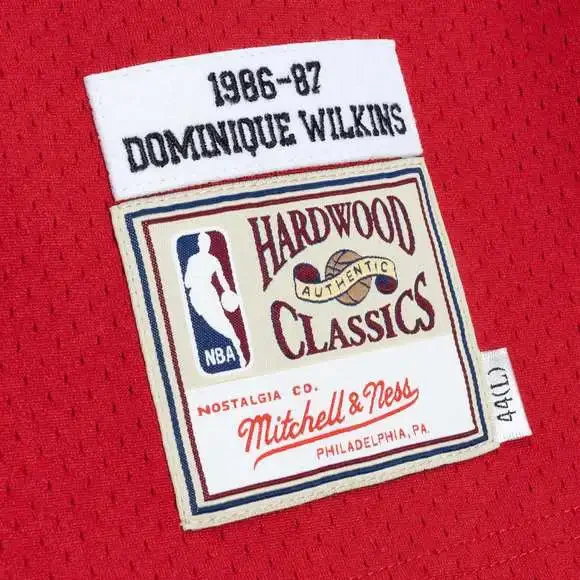 1986-87
DOMINIQUE WILKINS
HARDWOOD
AUTHENTIC
CLASSICS
NBA
NOSTALGIA CO.
Mitchell & Ness
PHILADELPHIA, PA.
44(L)